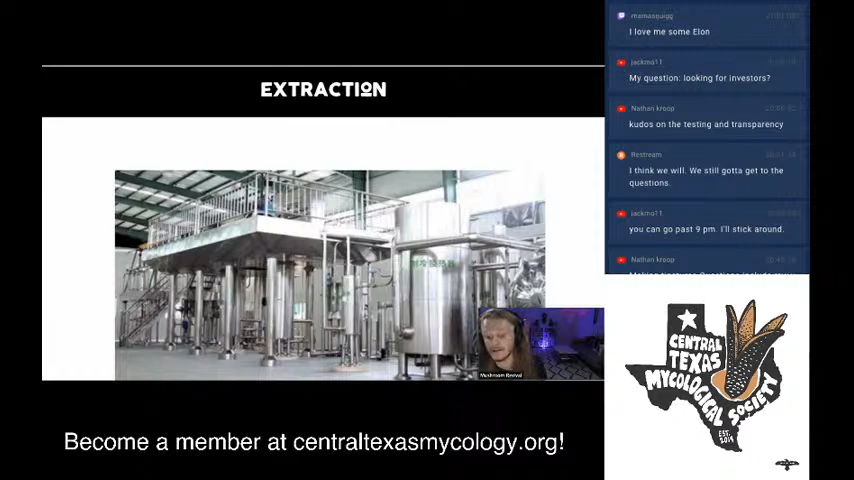 EXTRACTION
Mushroom Revival
Become a member at centraltexasmycology.org!
mamasquigg
I love me some Elon
jackmo11
My question: looking for investors?
Nathan kroop
kudos on the testing and transparency
Restream
I think we will. We still gotta get to the
questions.
jackmo11
you can go past 9 pm. I'll stick around.
Nathan kroop
CENTRAL
TEXAS
MYCOLOGICAL SOCIETY
EST.
2019